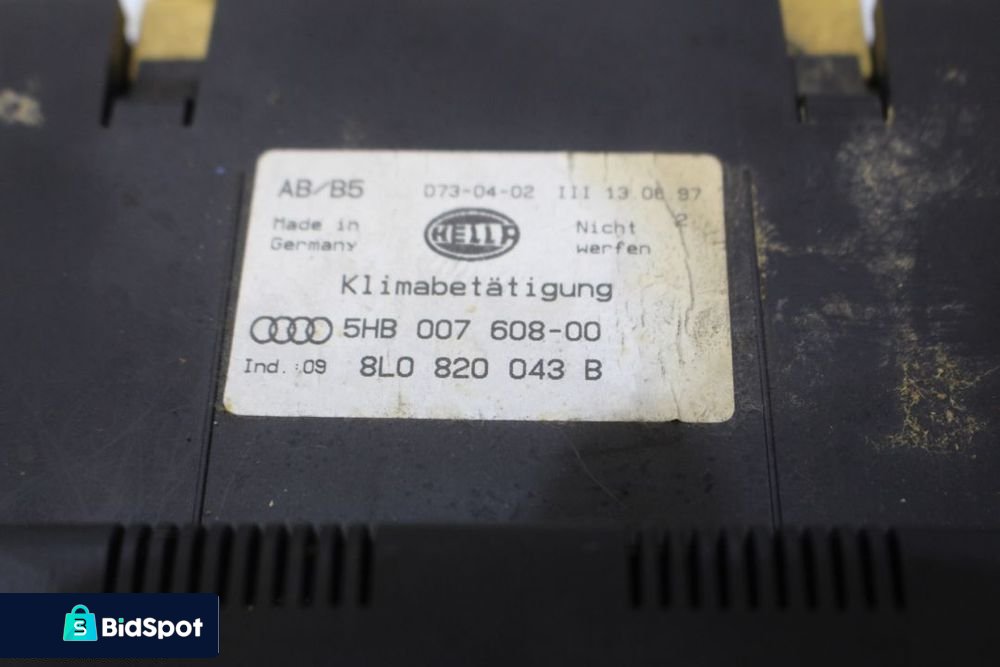 AB/B5 D73-04-02 III 13.06.97
2
Made in Germany
HELLA
Nicht werfen
Klimabetätigung
5HB 007 608-00
Ind.:09 8L0 820 043 B
BidSpot